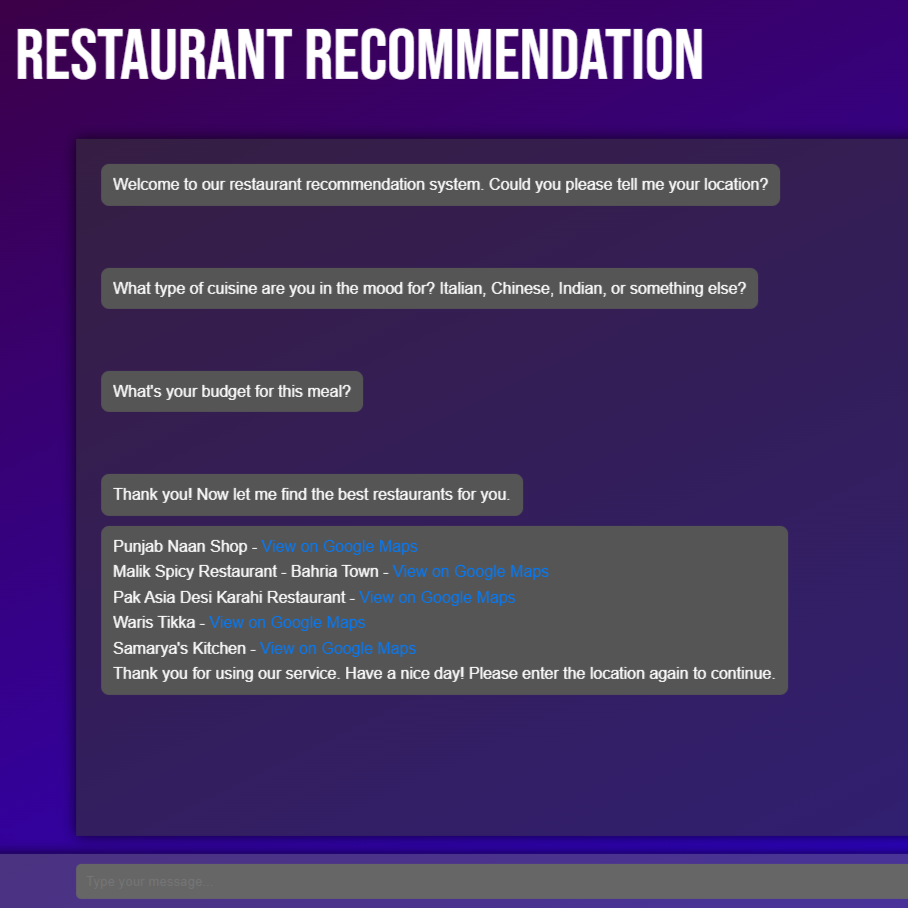 RESTAURANT RECOMMENDATION
Welcome to our restaurant recommendation system. Could you please tell me your location?
What type of cuisine are you in the mood for? Italian, Chinese, Indian, or something else?
What's your budget for this meal?
Thank you! Now let me find the best restaurants for you.
Punjab Naan Shop - View on Google Maps
Malik Spicy Restaurant - Bahria Town - View on Google Maps
Pak Asia Desi Karahi Restaurant - View on Google Maps
Waris Tikka - View on Google Maps
Samarya's Kitchen - View on Google Maps
Thank you for using our service. Have a nice day! Please enter the location again to continue.
Type your message...